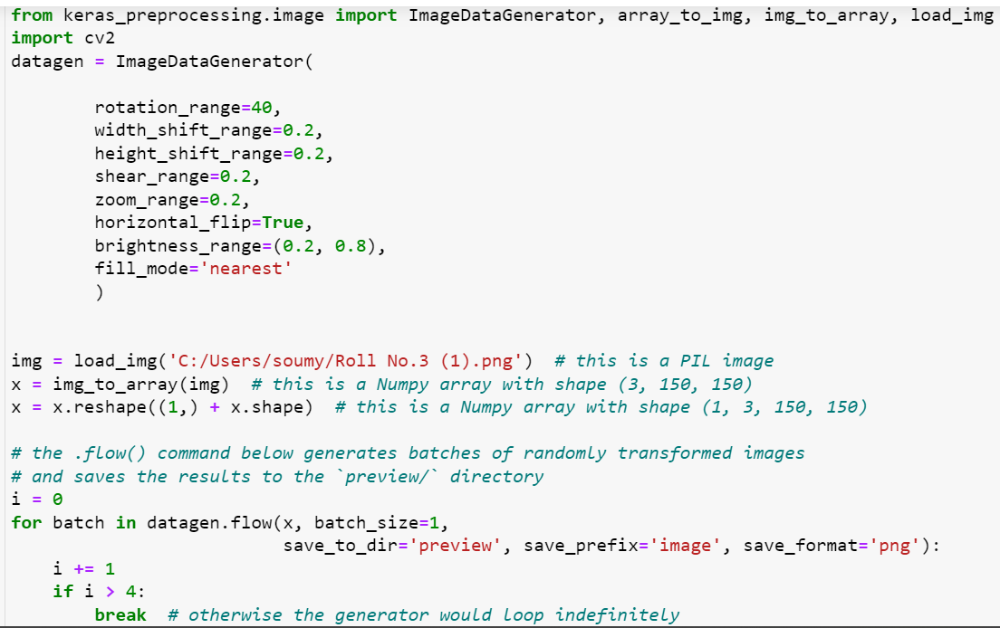 from keras_preprocessing.image import ImageDataGenerator, array_to_img, img_to_array, load_img
import cv2
datagen = ImageDataGenerator(
rotation_range=40,
width_shift_range=0.2,
height_shift_range=0.2,
shear_range=0.2,
zoom_range=0.2,
horizontal_flip=True,
brightness_range=(0.2, 0.8),
fill_mode='nearest'
)
img = load_img('C:/Users/soumy/Roll No.3 (1).png')  # this is a PIL image
x = img_to_array(img)  # this is a Numpy array with shape (3, 150, 150)
x = x.reshape((1,) + x.shape)  # this is a Numpy array with shape (1, 3, 150, 150)
# the .flow() command below generates batches of randomly transformed images
# and saves the results to the `preview/` directory
i = 0
for batch in datagen.flow(x, batch_size=1,
save_to_dir='preview', save_prefix='image', save_format='png'):
i += 1
if i > 4:
break  # otherwise the generator would loop indefinitely